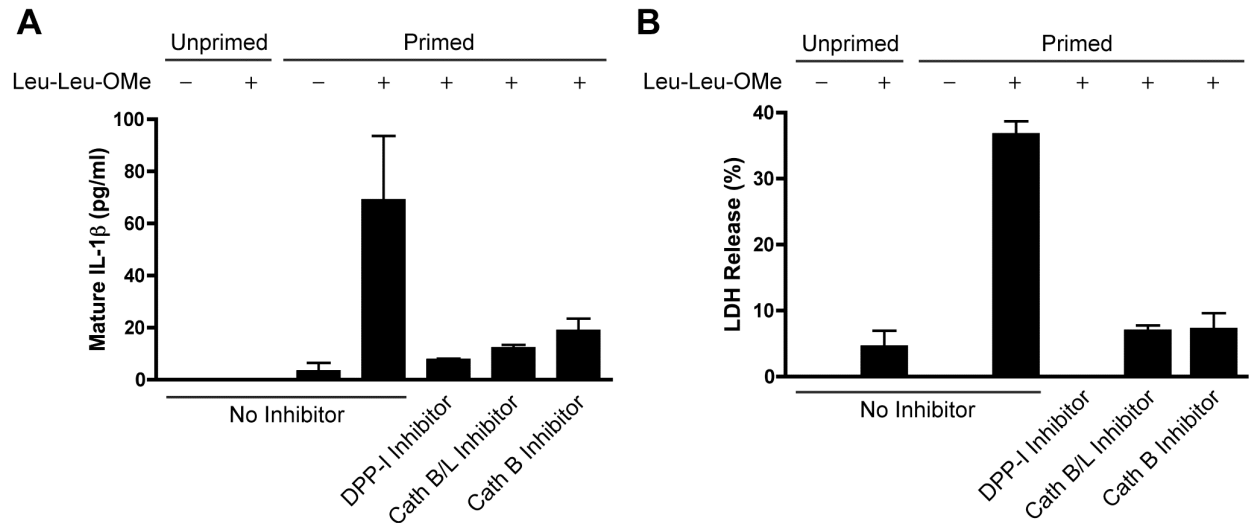 A
Unprimed Primed
Leu-Leu-OMe − + − + + + +
Mature IL-1β (pg/ml)
100
80
60
40
20
0
No Inhibitor
DPP-I Inhibitor
Cath B/L Inhibitor
Cath B Inhibitor
B
Unprimed Primed
Leu-Leu-OMe − + − + + + +
LDH Release (%)
40
30
20
10
0
No Inhibitor
DPP-I Inhibitor
Cath B/L Inhibitor
Cath B Inhibitor